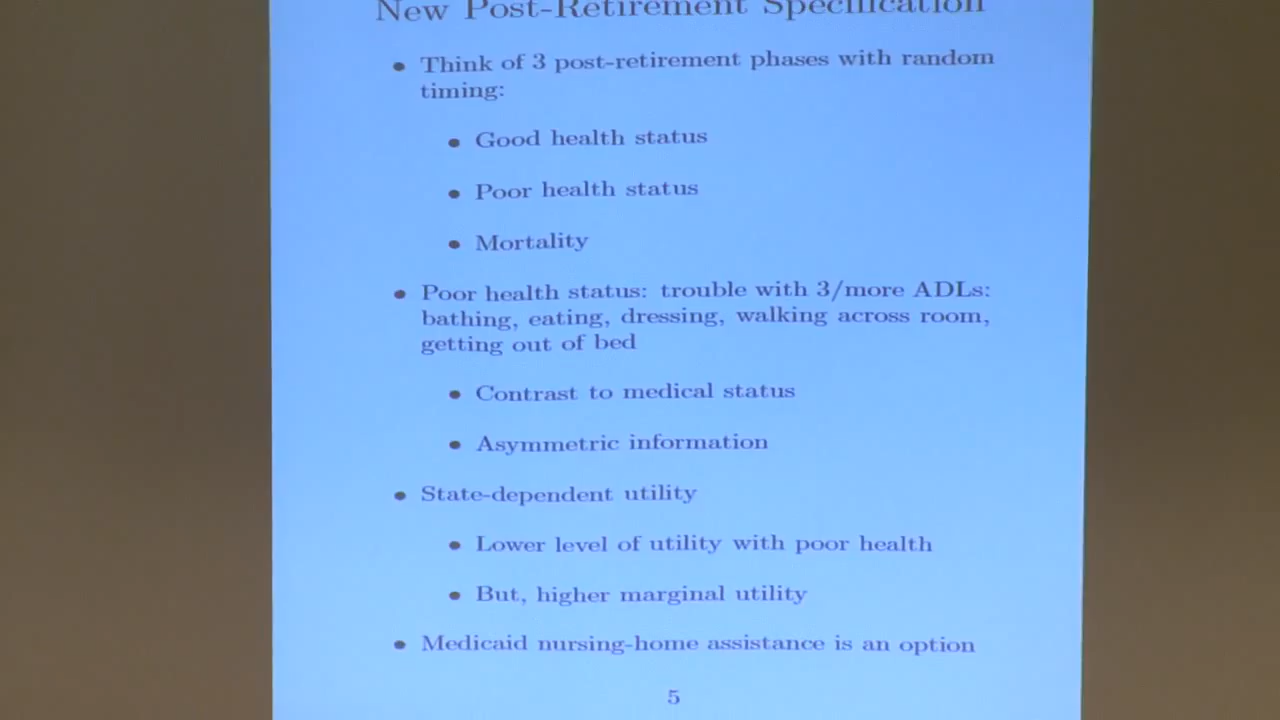 New Post-Retirement Specification
• Think of 3 post-retirement phases with random
timing:
• Good health status
• Poor health status
• Mortality
• Poor health status: trouble with 3/more ADLs:
bathing, eating, dressing, walking across room,
getting out of bed
• Contrast to medical status
• Asymmetric information
• State-dependent utility
• Lower level of utility with poor health
• But, higher marginal utility
• Medicaid nursing-home assistance is an option
5